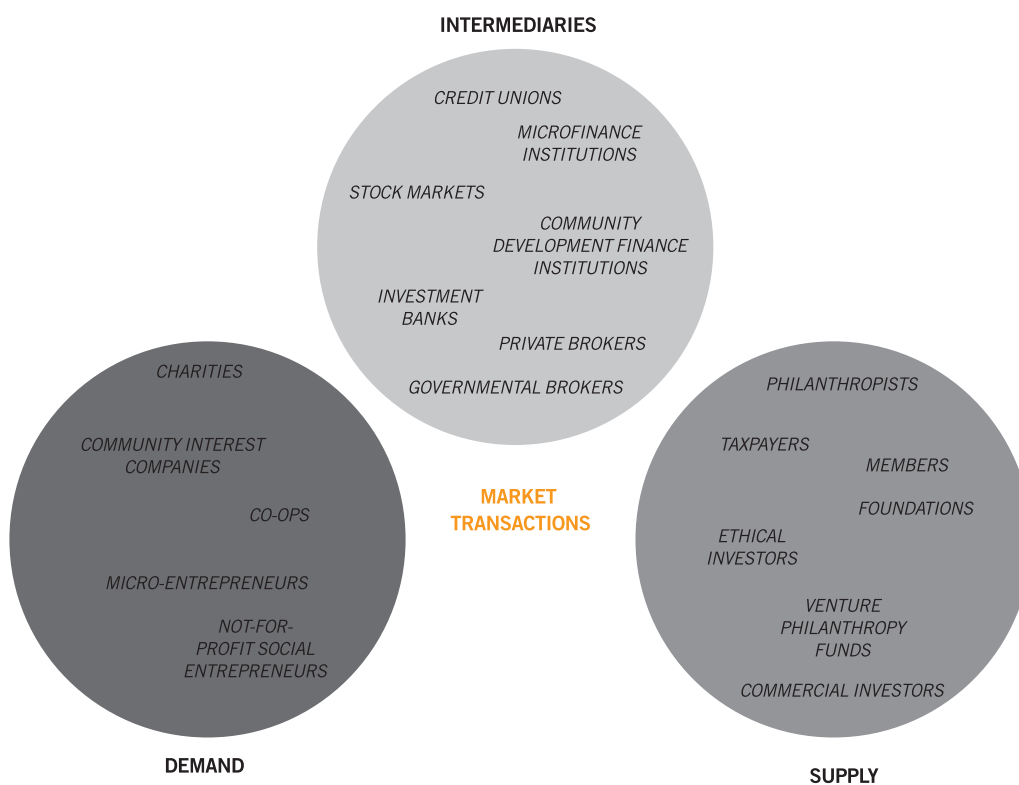 INTERMEDIARIES
CREDIT UNIONS
MICROFINANCE
INSTITUTIONS
STOCK MARKETS
COMMUNITY
DEVELOPMENT FINANCE
INSTITUTIONS
INVESTMENT
BANKS
PRIVATE BROKERS
GOVERNMENTAL BROKERS
CHARITIES
COMMUNITY INTEREST
COMPANIES
CO-OPS
MICRO-ENTREPRENEURS
NOT-FOR-
PROFIT SOCIAL
ENTREPRENEURS
DEMAND
MARKET
TRANSACTIONS
PHILANTHROPISTS
TAXPAYERS
MEMBERS
FOUNDATIONS
ETHICAL
INVESTORS
VENTURE
PHILANTHROPY
FUNDS
COMMERCIAL INVESTORS
SUPPLY